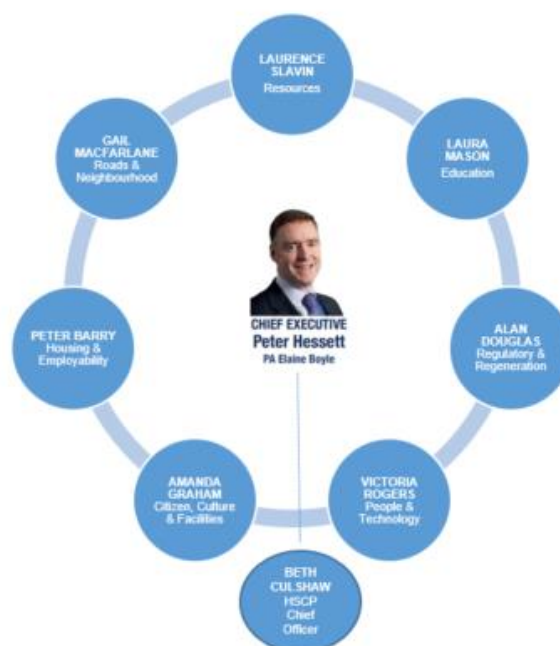 LAURENCE
SLAVIN
Resources
GAIL
MACFARLANE
Roads &
Neighbourhood
LAURA
MASON
Education
CHIEF EXECUTIVE
Peter Hessett
PA Elaine Boyle
PETER BARRY
Housing &
Employability
ALAN
DOUGLAS
Regulatory &
Regeneration
AMANDA
GRAHAM
Citizen, Culture
& Facilities
VICTORIA
ROGERS
People &
Technology
BETH
CULSHAW
HSCP
Chief
Officer